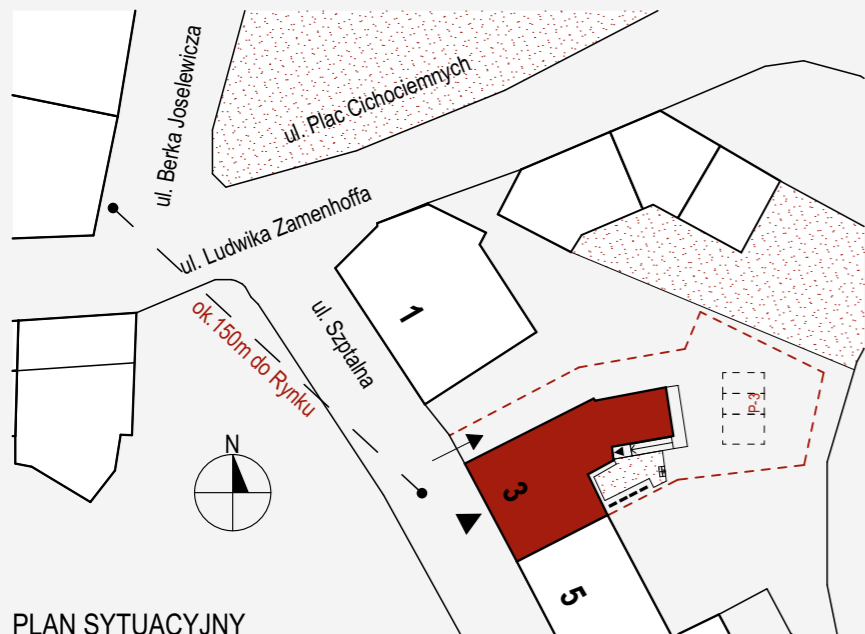 ul. Berka Joselewicza
ul. Plac Cichociemnych
ul. Ludwika Zamenhoffa
ul. Szptalna
1
ok.150m do Rynku
N
P-3
3
5
PLAN SYTUACYJNY